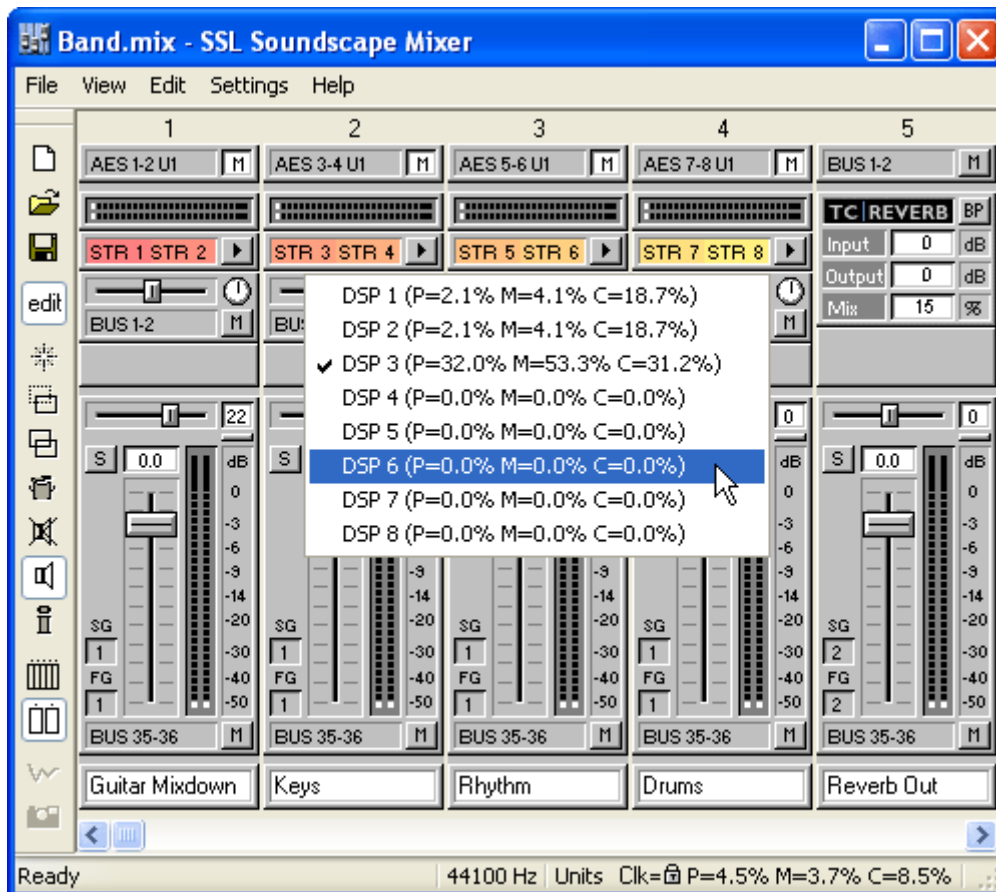 Band.mix - SSL Soundscape Mixer
File View Edit Settings Help
1 2 3 4 5
AES 1-2 U1 M AES 3-4 U1 M AES 5-6 U1 M AES 7-8 U1 M BUS 1-2 M
TC REVERB BP
STR 1 STR 2 STR 3 STR 4 STR 5 STR 6 STR 7 STR 8 Input 0 dB
Output 0 dB
edit
BUS 1-2 M BU M Mix 15 %
DSP 1 (P=2.1% M=4.1% C=18.7%)
DSP 2 (P=2.1% M=4.1% C=18.7%)
DSP 3 (P=32.0% M=53.3% C=31.2%)
DSP 4 (P=0.0% M=0.0% C=0.0%)
DSP 5 (P=0.0% M=0.0% C=0.0%)
DSP 6 (P=0.0% M=0.0% C=0.0%)
DSP 7 (P=0.0% M=0.0% C=0.0%)
DSP 8 (P=0.0% M=0.0% C=0.0%)
22 0 0
S 0.0 dB S dB S 0.0 dB
0 0 0
-3 -3 -3
-6 -6 -6
-9 -9 -9 -9 -9
-14 -14 -14 -14 -14
SG -20 SG -20 SG -20 SG -20 SG -20
1 -30 1 -30 1 -30 1 -30 2 -30
FG -40 FG -40 FG -40 FG -40 FG -40
1 -50 1 -50 1 -50 1 -50 2 -50
BUS 35-36 M BUS 35-36 M BUS 35-36 M BUS 35-36 M BUS 35-36 M
Guitar Mixdown Keys Rhythm Drums Reverb Out
Ready 44100 Hz Units Clk= P=4.5% M=3.7% C=8.5%